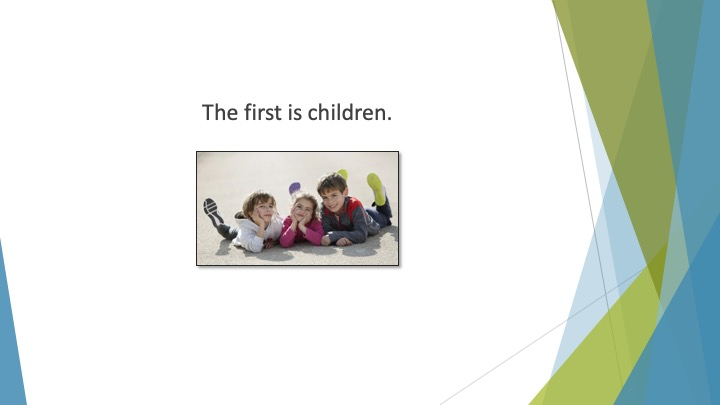 The first is children.